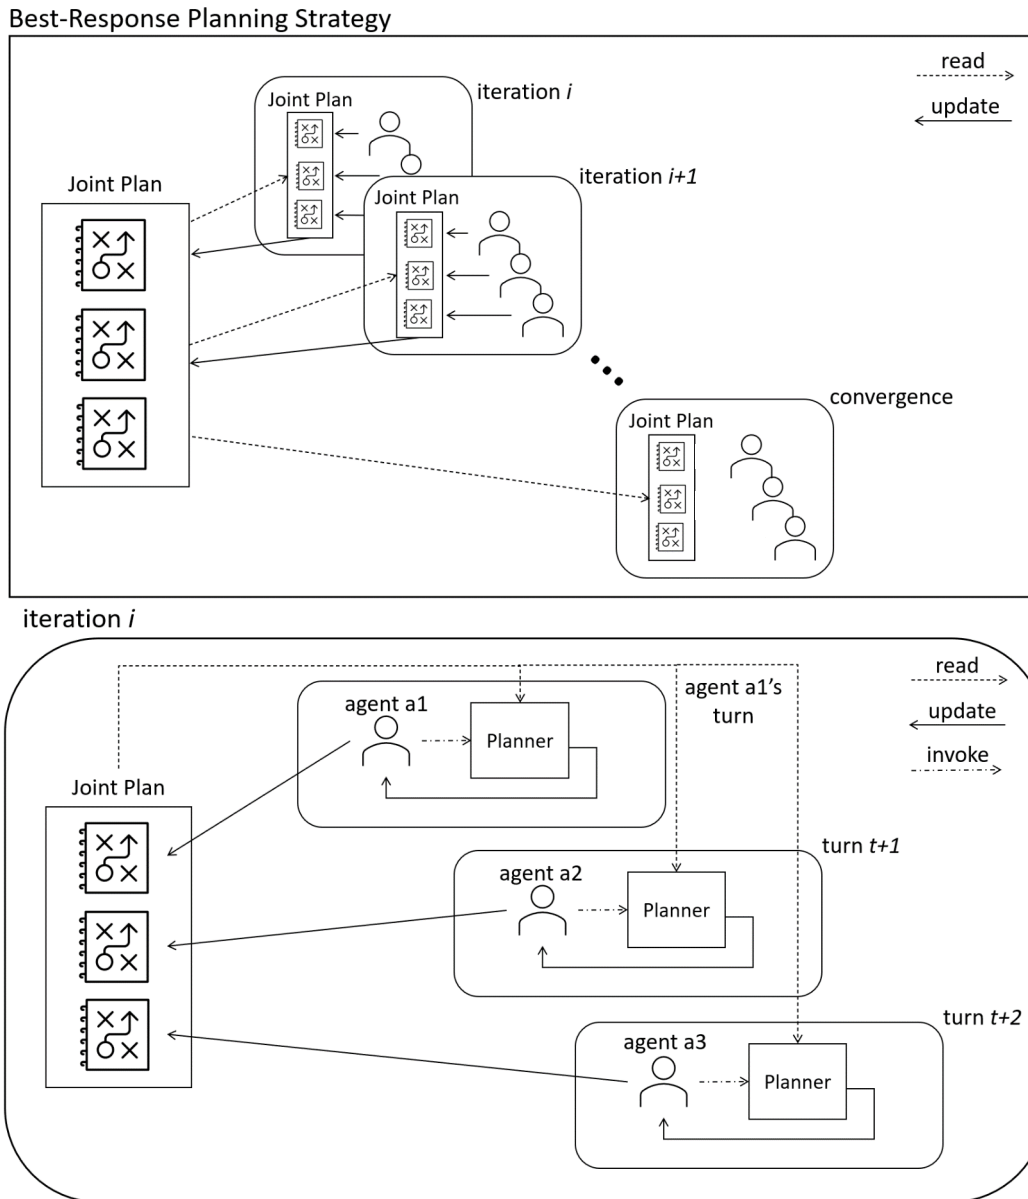 Best-Response Planning Strategy
read
update
iteration i
Joint Plan
iteration i+1
Joint Plan
Joint Plan
convergence
Joint Plan
iteration i
read
update
invoke
agent a1's
turn
agent a1
Planner
Joint Plan
turn t+1
agent a2
Planner
turn t+2
agent a3
Planner